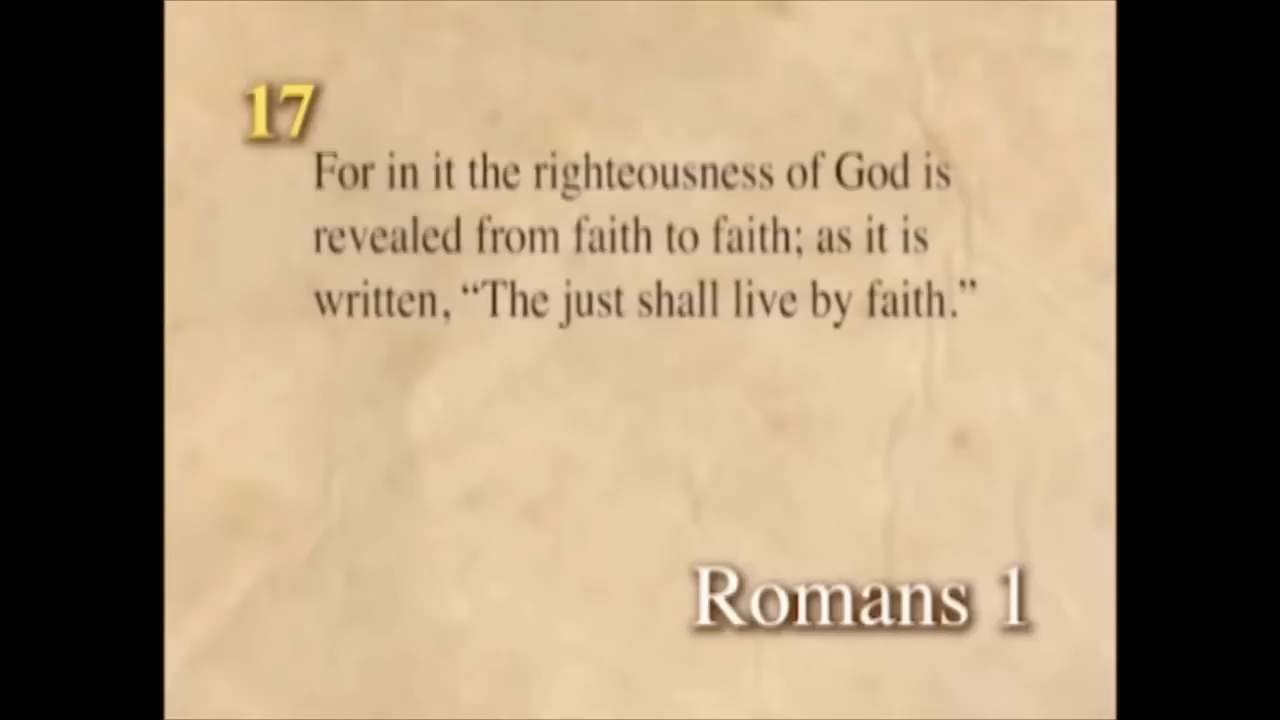 17
For in it the righteousness of God is
revealed from faith to faith; as it is
written, “The just shall live by faith.”
Romans 1